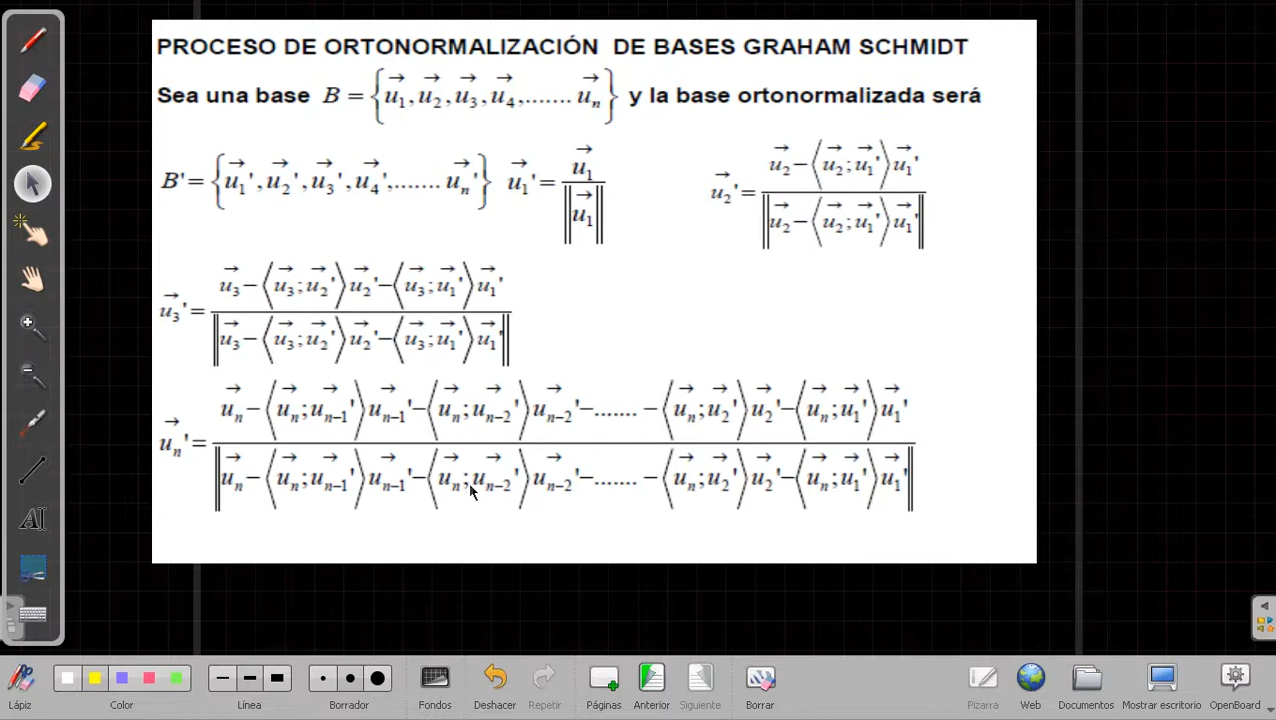 PROCESO DE ORTONORMALIZACIÓN DE BASES GRAHAM SCHMIDT
Sea una base B = {u₁⃗, u₂⃗, u₃⃗, u₄⃗, ....... uₙ⃗} y la base ortonormalizada será
B' = {u₁⃗', u₂⃗', u₃⃗', u₄⃗', ....... uₙ⃗'} u₁⃗' = u₁⃗ / ‖u₁⃗‖ u₂⃗' = (u₂⃗ − ⟨u₂⃗; u₁⃗'⟩ u₁⃗') / ‖u₂⃗ − ⟨u₂⃗; u₁⃗'⟩ u₁⃗'‖
u₃⃗' = (u₃⃗ − ⟨u₃⃗; u₂⃗'⟩ u₂⃗' − ⟨u₃⃗; u₁⃗'⟩ u₁⃗') / ‖u₃⃗ − ⟨u₃⃗; u₂⃗'⟩ u₂⃗' − ⟨u₃⃗; u₁⃗'⟩ u₁⃗'‖
uₙ⃗' = (uₙ⃗ − ⟨uₙ⃗; uₙ₋₁⃗'⟩ uₙ₋₁⃗' − ⟨uₙ⃗; uₙ₋₂⃗'⟩ uₙ₋₂⃗' − ....... − ⟨uₙ⃗; u₂⃗'⟩ u₂⃗' − ⟨uₙ⃗; u₁⃗'⟩ u₁⃗') / ‖uₙ⃗ − ⟨uₙ⃗; uₙ₋₁⃗'⟩ uₙ₋₁⃗' − ⟨uₙ⃗; uₙ₋₂⃗'⟩ uₙ₋₂⃗' − ....... − ⟨uₙ⃗; u₂⃗'⟩ u₂⃗' − ⟨uₙ⃗; u₁⃗'⟩ u₁⃗'‖
Lápiz Color Línea Borrador Fondos Deshacer Repetir Páginas Anterior Siguiente Borrar Pizarra Web Documentos Mostrar escritorio OpenBoard